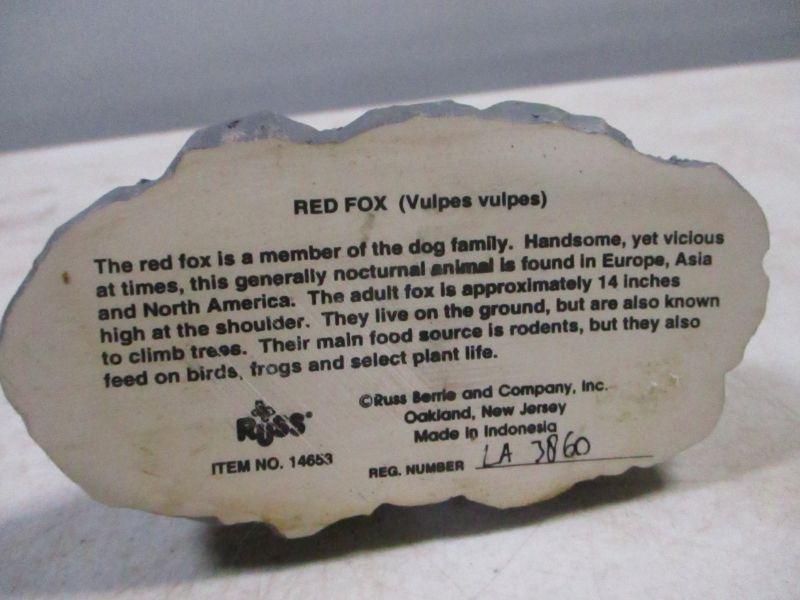 RED FOX (Vulpes vulpes)
The red fox is a member of the dog family. Handsome, yet vicious
at times, this generally nocturnal animal is found in Europe, Asia
and North America. The adult fox is approximately 14 inches
high at the shoulder. They live on the ground, but are also known
to climb trees. Their main food source is rodents, but they also
feed on birds, frogs and select plant life.
©Russ Berrie and Company, Inc.
Oakland, New Jersey
Made in Indonesia
RUSS®
ITEM NO. 14653
REG. NUMBER LA 3860